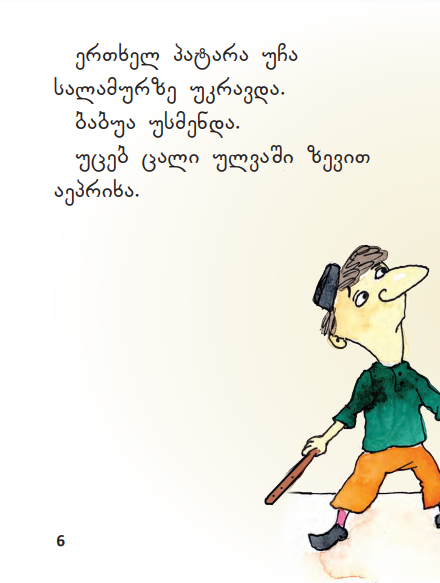 ერთხელ პატარა უჩა
სალამურზე უკრავდა.
ბაბუა უსმენდა.
უცებ ცალი ულვაში ზევით
აეპრიხა.
6